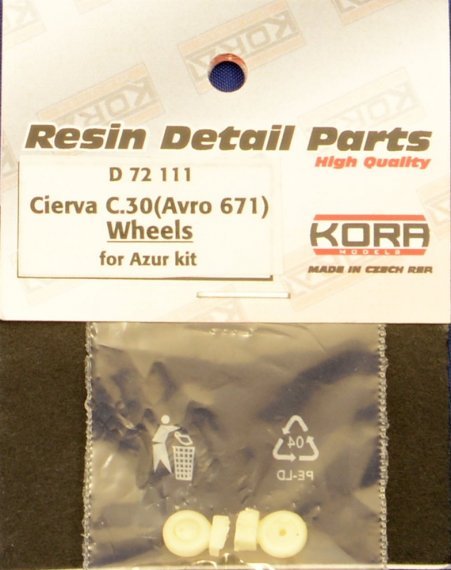 Resin Detail Parts
High Quality
D 72 111
Cierva C.30(Avro 671)
Wheels
for Azur kit
KORA
MODELS
MADE IN CZECH REP.
04
PE-LD